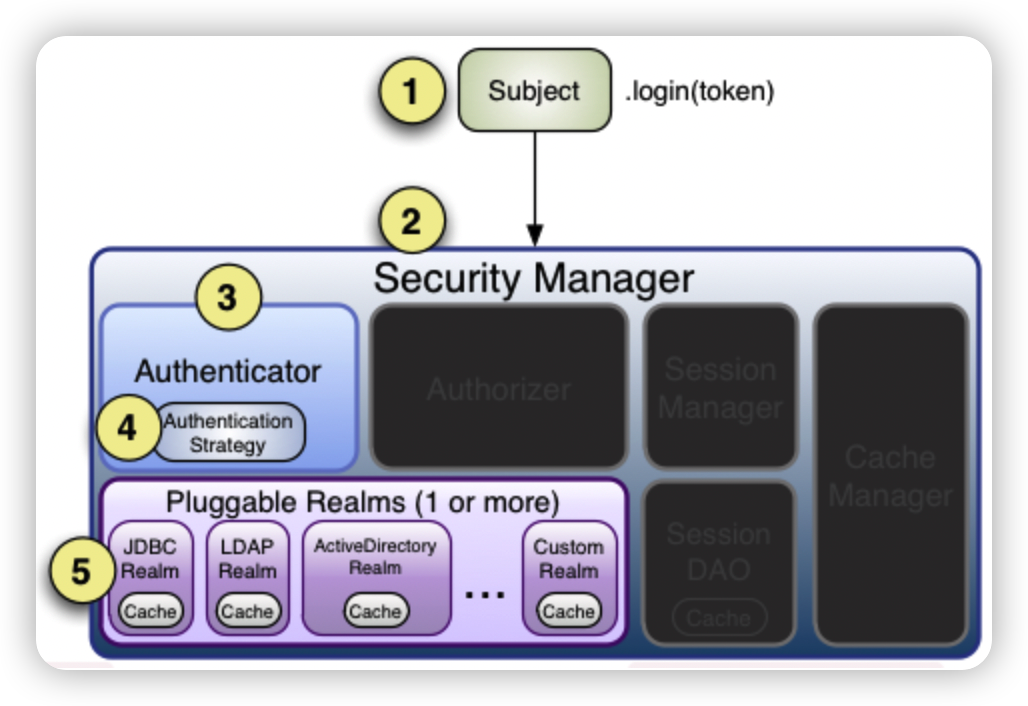 1
Subject
.login(token)
2
Security Manager
3
Authenticator
4
Authentication
Strategy
Authorizer
Session
Manager
Cache
Manager
Pluggable Realms (1 or more)
5
JDBC
Realm
Cache
LDAP
Realm
Cache
ActiveDirectory
Realm
Cache
...
Custom
Realm
Cache
Session
DAO
Cache